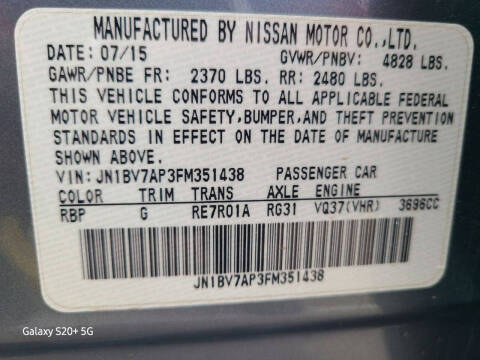 MANUFACTURED BY NISSAN MOTOR CO.,LTD.
DATE: 07/15 GVWR/PNBV: 4828 LBS.
GAWR/PNBE FR: 2370 LBS. RR: 2480 LBS.
THIS VEHICLE CONFORMS TO ALL APPLICABLE FEDERAL
MOTOR VEHICLE SAFETY,BUMPER,AND THEFT PREVENTION
STANDARDS IN EFFECT ON THE DATE OF MANUFACTURE
SHOWN ABOVE.
VIN: JN1BV7AP3FM351438 PASSENGER CAR
COLOR TRIM TRANS AXLE ENGINE
RBP G RE7R01A RG31 VQ37(VHR) 3696CC
JN1BV7AP3FM351438
Galaxy S20+ 5G